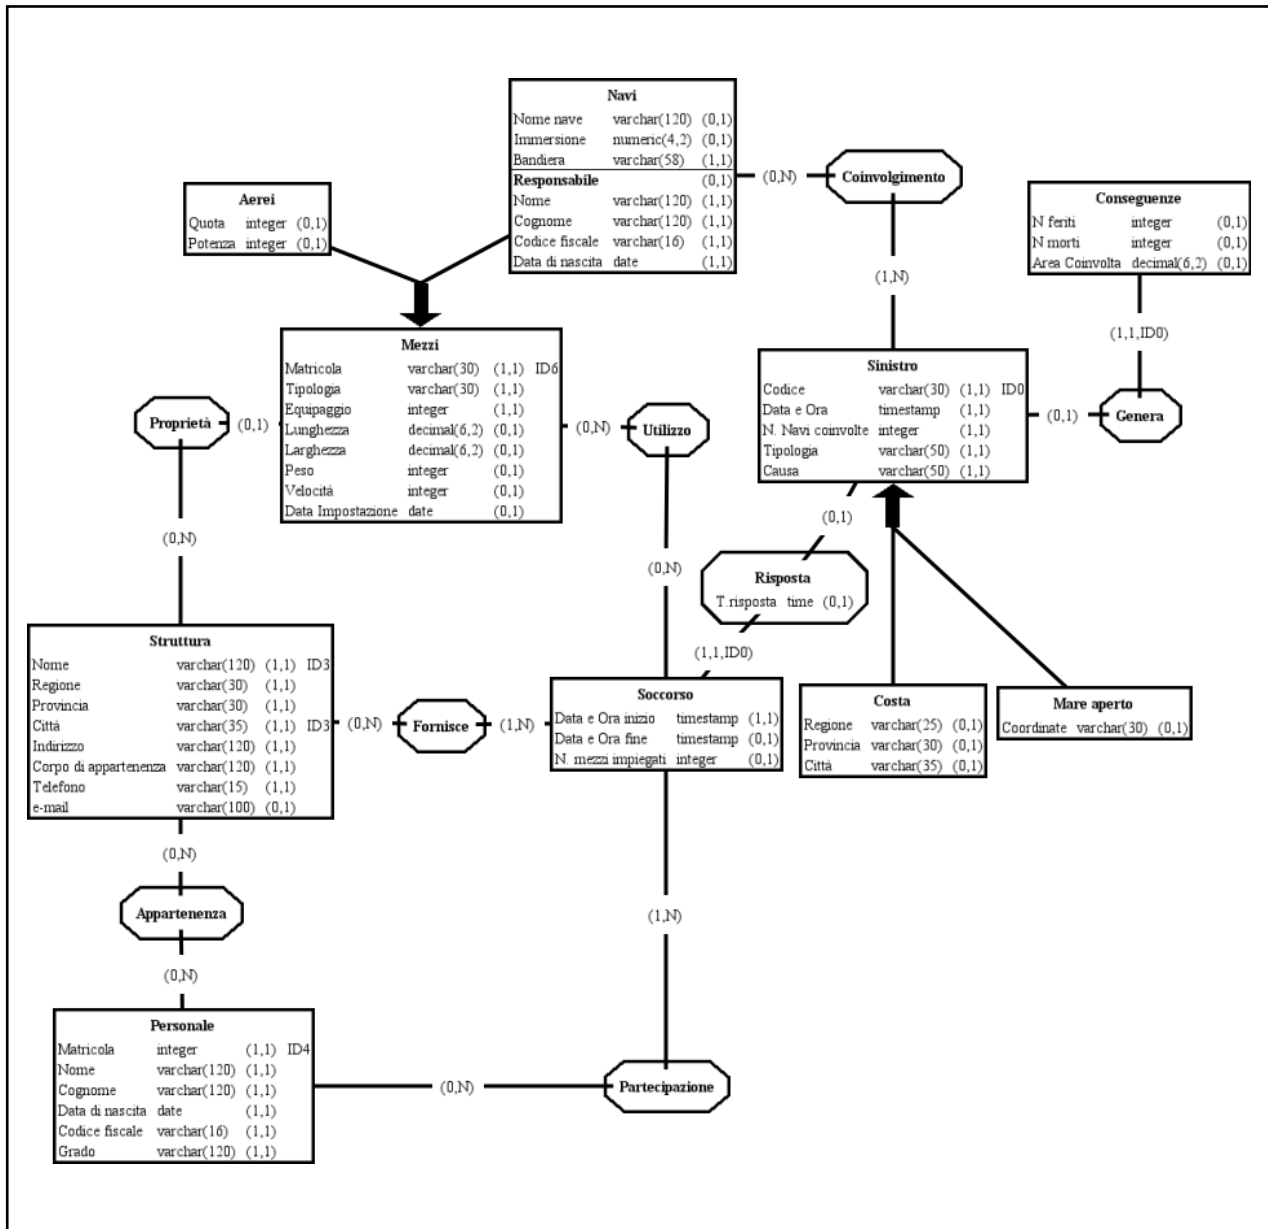 Navi
Nome nave varchar(120) (0,1)
Immersione numeric(4,2) (0,1)
Bandiera varchar(58) (1,1)
Responsabile (0,1)
Nome varchar(120) (1,1)
Cognome varchar(120) (1,1)
Codice fiscale varchar(16) (1,1)
Data di nascita date (1,1)
(0,N)
Coinvolgimento
(1,N)
Aerei
Quota integer (0,1)
Potenza integer (0,1)
Conseguenze
N feriti integer (0,1)
N morti integer (0,1)
Area Coinvolta decimal(6,2) (0,1)
(1,1,ID0)
Genera
(0,1)
Mezzi
Matricola varchar(30) (1,1) ID6
Tipologia varchar(30) (1,1)
Equipaggio integer (1,1)
Lunghezza decimal(6,2) (0,1)
Larghezza decimal(6,2) (0,1)
Peso integer (0,1)
Velocità integer (0,1)
Data Impostazione date (0,1)
Sinistro
Codice varchar(30) (1,1) ID0
Data e Ora timestamp (1,1)
N. Navi coinvolte integer (1,1)
Tipologia varchar(50) (1,1)
Causa varchar(50) (1,1)
Proprietà
(0,1)
(0,N)
(0,N)
Utilizzo
(0,N)
(0,1)
Risposta
T.risposta time (0,1)
(1,1,ID0)
Struttura
Nome varchar(120) (1,1) ID3
Regione varchar(30) (1,1)
Provincia varchar(30) (1,1)
Città varchar(35) (1,1) ID3
Indirizzo varchar(120) (1,1)
Corpo di appartenenza varchar(120) (1,1)
Telefono varchar(15) (1,1)
e-mail varchar(100) (0,1)
(0,N)
Fornisce
(1,N)
Soccorso
Data e Ora inizio timestamp (1,1)
Data e Ora fine timestamp (0,1)
N. mezzi impiegati integer (0,1)
Costa
Regione varchar(25) (0,1)
Provincia varchar(30) (0,1)
Città varchar(35) (0,1)
Mare aperto
Coordinate varchar(30) (0,1)
(0,N)
Appartenenza
(0,N)
(1,N)
Personale
Matricola integer (1,1) ID4
Nome varchar(120) (1,1)
Cognome varchar(120) (1,1)
Data di nascita date (1,1)
Codice fiscale varchar(16) (1,1)
Grado varchar(120) (1,1)
(0,N)
Partecipazione